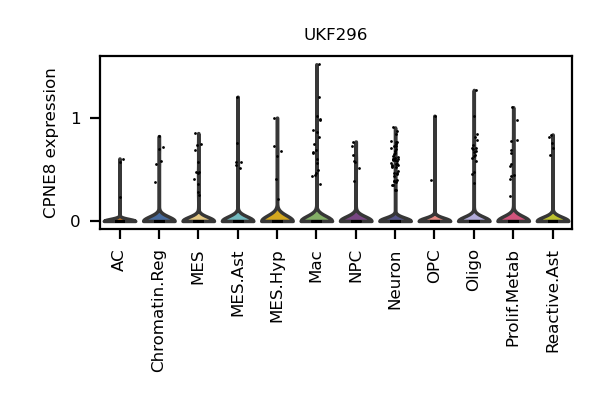 UKF296
CPNE8 expression
1
0
AC
Chromatin.Reg
MES
MES.Ast
MES.Hyp
Mac
NPC
Neuron
OPC
Oligo
Prolif.Metab
Reactive.Ast